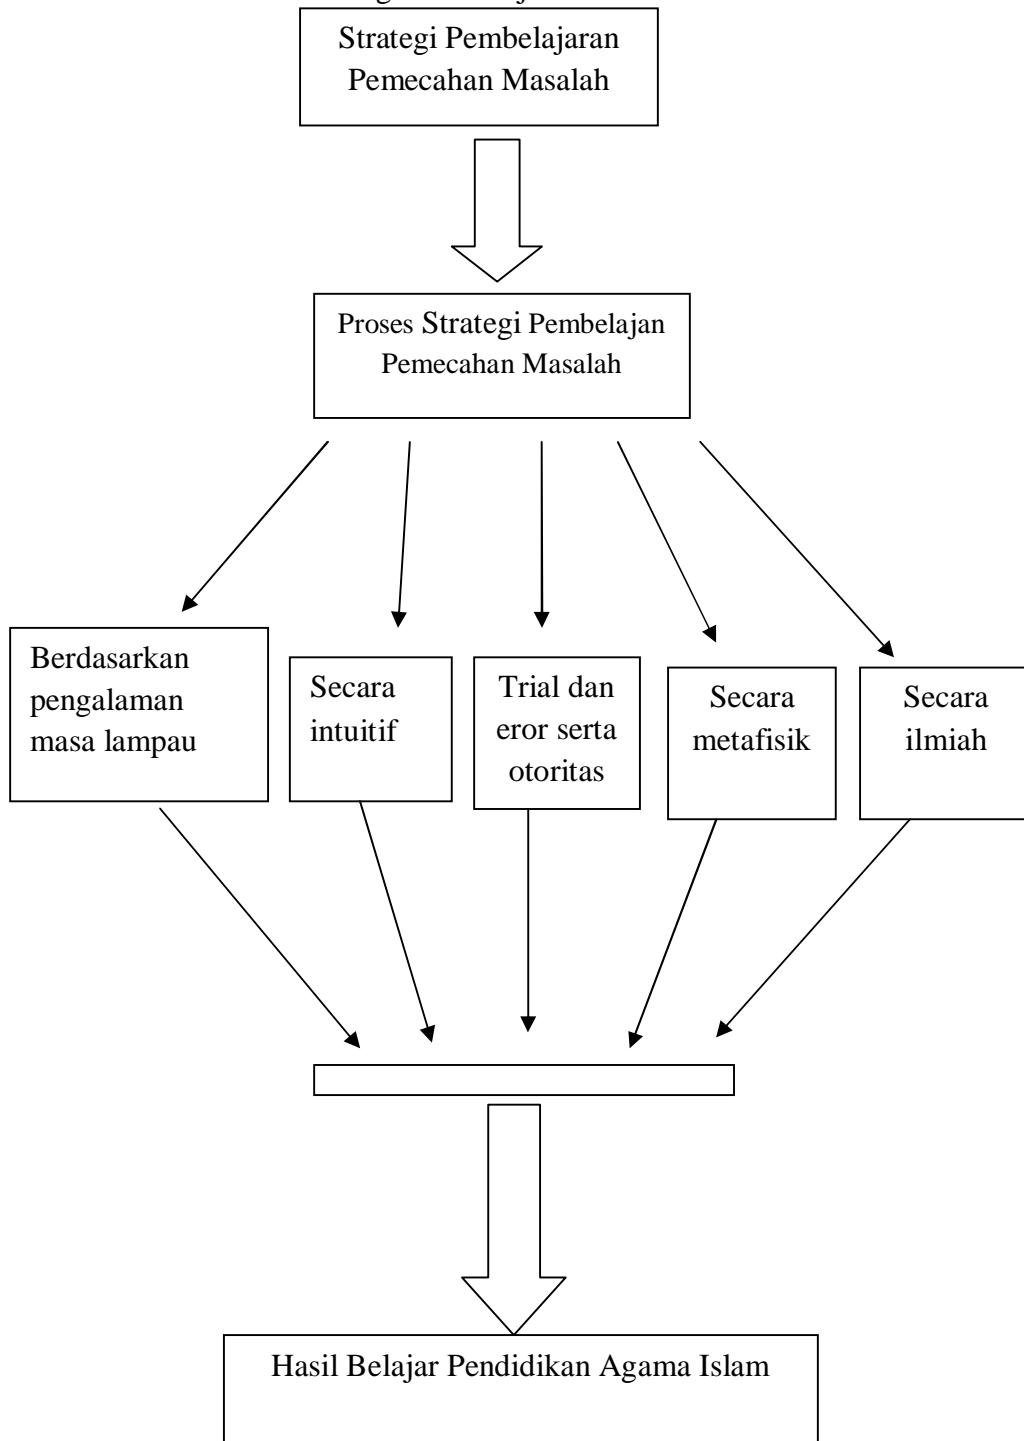 Strategi Pembelajaran
Pemecahan Masalah
Proses Strategi Pembelajan
Pemecahan Masalah
Berdasarkan
pengalaman
masa lampau
Secara
intuitif
Trial dan
eror serta
otoritas
Secara
metafisik
Secara
ilmiah
Hasil Belajar Pendidikan Agama Islam